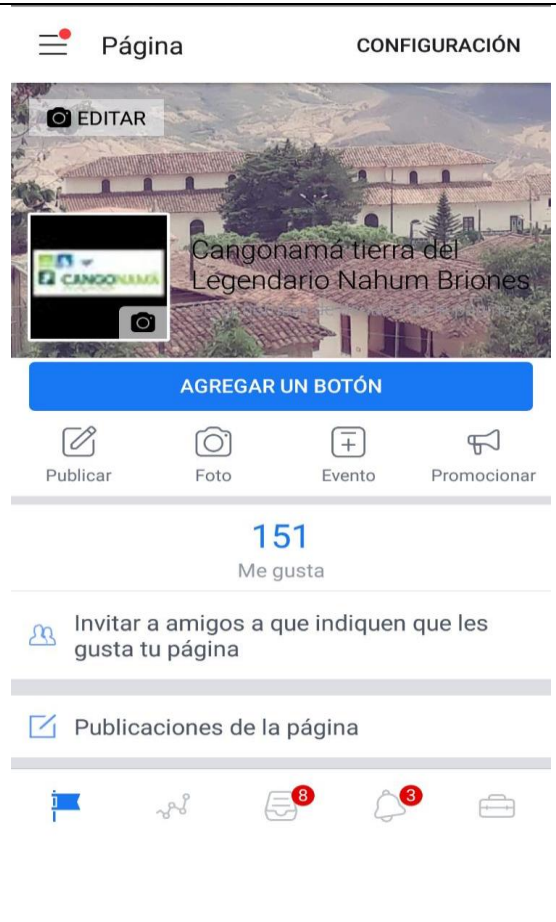 Página
CONFIGURACIÓN
EDITAR
CANGONAMÁ
Cangonamá tierra del
Legendario Nahum Briones
AGREGAR UN BOTÓN
Publicar
Foto
Evento
Promocionar
151
Me gusta
Invitar a amigos a que indiquen que les
gusta tu página
Publicaciones de la página
8
3